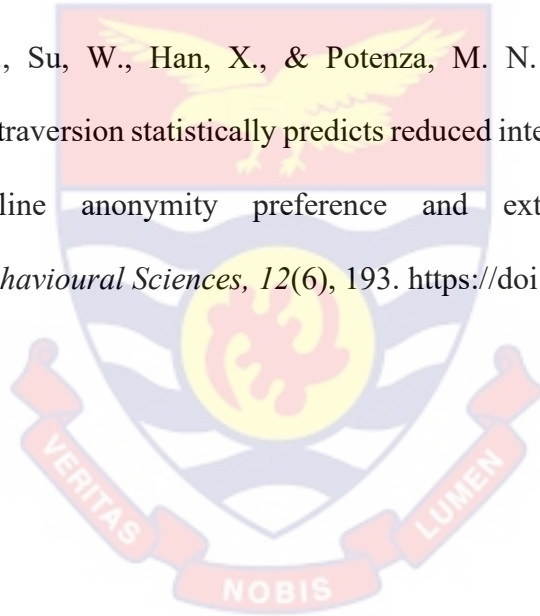 ., Su, W., Han, X., & Potenza, M. N.
traversion statistically predicts reduced inte
line anonymity preference and ext
havioural Sciences, 12(6), 193. https://doi
VERITAS
NOBIS
LUMEN